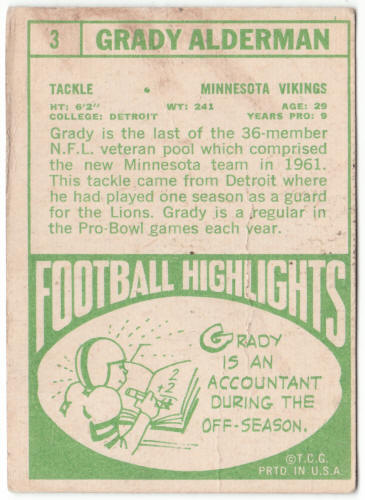 3 GRADY ALDERMAN
TACKLE • MINNESOTA VIKINGS
HT: 6'2" WT: 241 AGE: 29
COLLEGE: DETROIT YEARS PRO: 9
Grady is the last of the 36-member
N.F.L. veteran pool which comprised
the new Minnesota team in 1961.
This tackle came from Detroit where
he had played one season as a guard
for the Lions. Grady is a regular in
the Pro-Bowl games each year.
FOOTBALL HIGHLIGHTS
GRADY
IS AN
ACCOUNTANT
DURING THE
OFF-SEASON.
2
+2
©T.C.G.
PRTD. IN U.S.A.